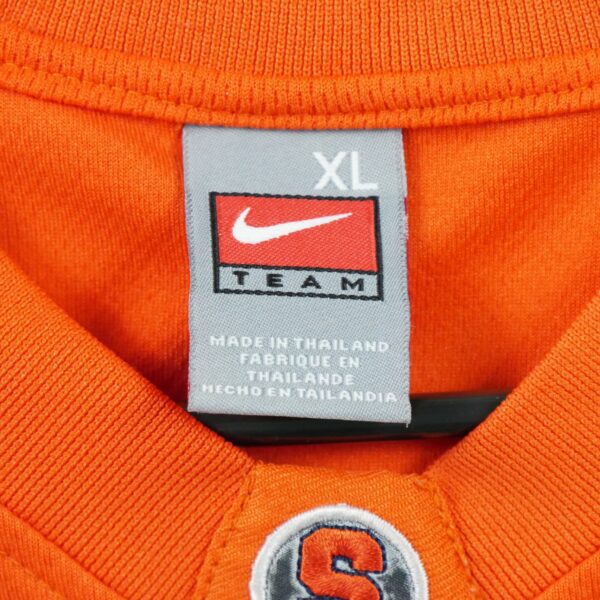 XL
TEAM
MADE IN THAILAND
FABRIQUE EN
THAILANDE
HECHO EN TAILANDIA
S